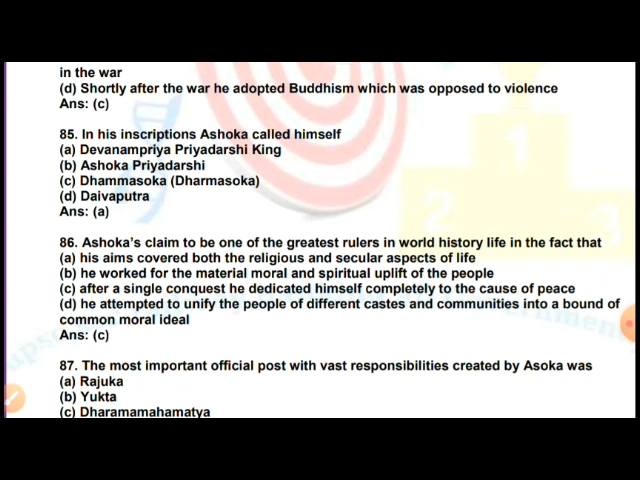 in the war
(d) Shortly after the war he adopted Buddhism which was opposed to violence
Ans: (c)
85. In his inscriptions Ashoka called himself
(a) Devanampriya Priyadarshi King
(b) Ashoka Priyadarshi
(c) Dhammasoka (Dharmasoka)
(d) Daivaputra
Ans: (a)
86. Ashoka's claim to be one of the greatest rulers in world history life in the fact that
(a) his aims covered both the religious and secular aspects of life
(b) he worked for the material moral and spiritual uplift of the people
(c) after a single conquest he dedicated himself completely to the cause of peace
(d) he attempted to unify the people of different castes and communities into a bound of
common moral ideal
Ans: (c)
87. The most important official post with vast responsibilities created by Asoka was
(a) Rajuka
(b) Yukta
(c) Dharamamahamatya
1
2
3